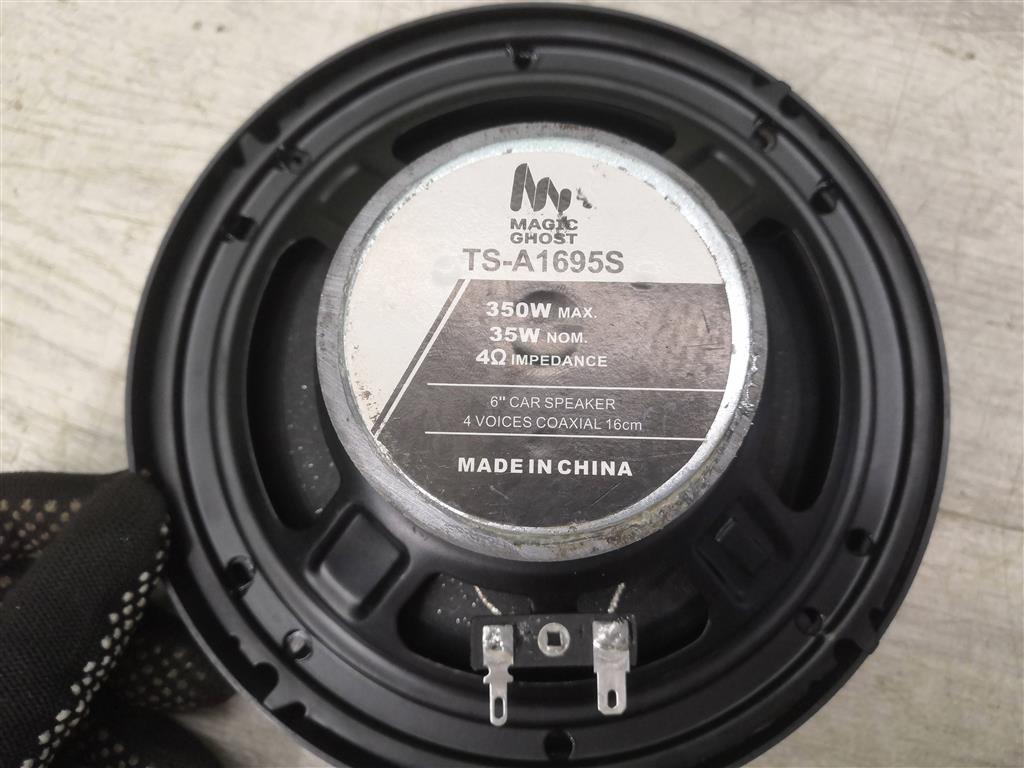 MAGIC
GHOST
TS-A1695S
350W MAX.
35W NOM.
4Ω IMPEDANCE
6" CAR SPEAKER
4 VOICES COAXIAL 16cm
MADE IN CHINA